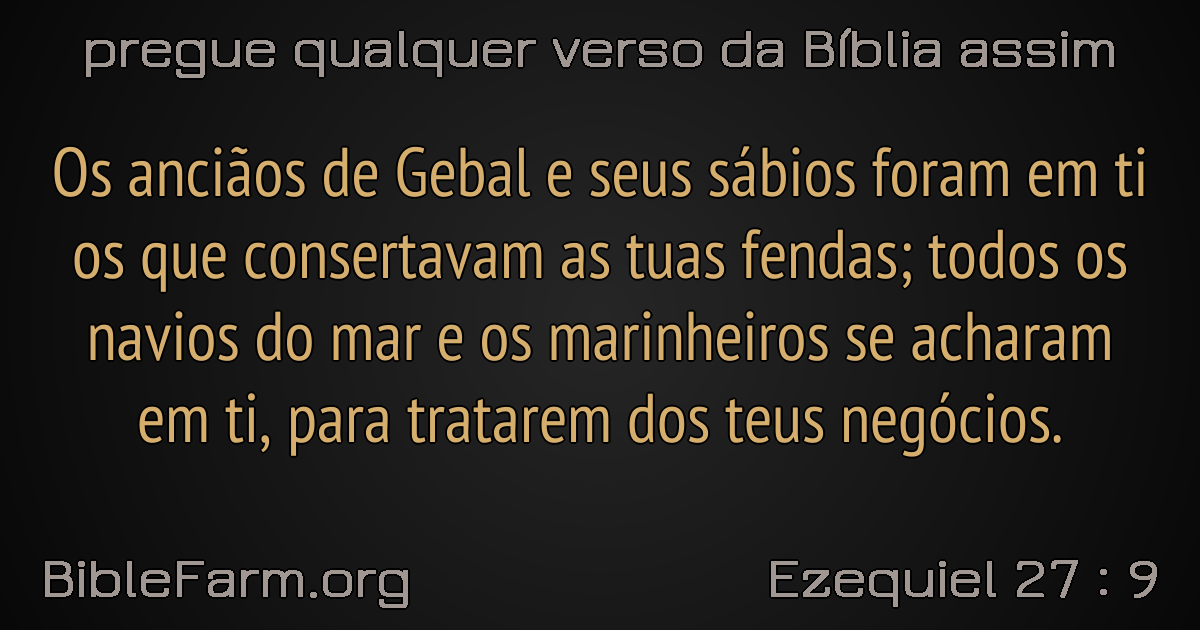 pregue qualquer verso da Bíblia assim
Os anciãos de Gebal e seus sábios foram em ti
os que consertavam as tuas fendas; todos os
navios do mar e os marinheiros se acharam
em ti, para tratarem dos teus negócios.
BibleFarm.org
Ezequiel 27 : 9